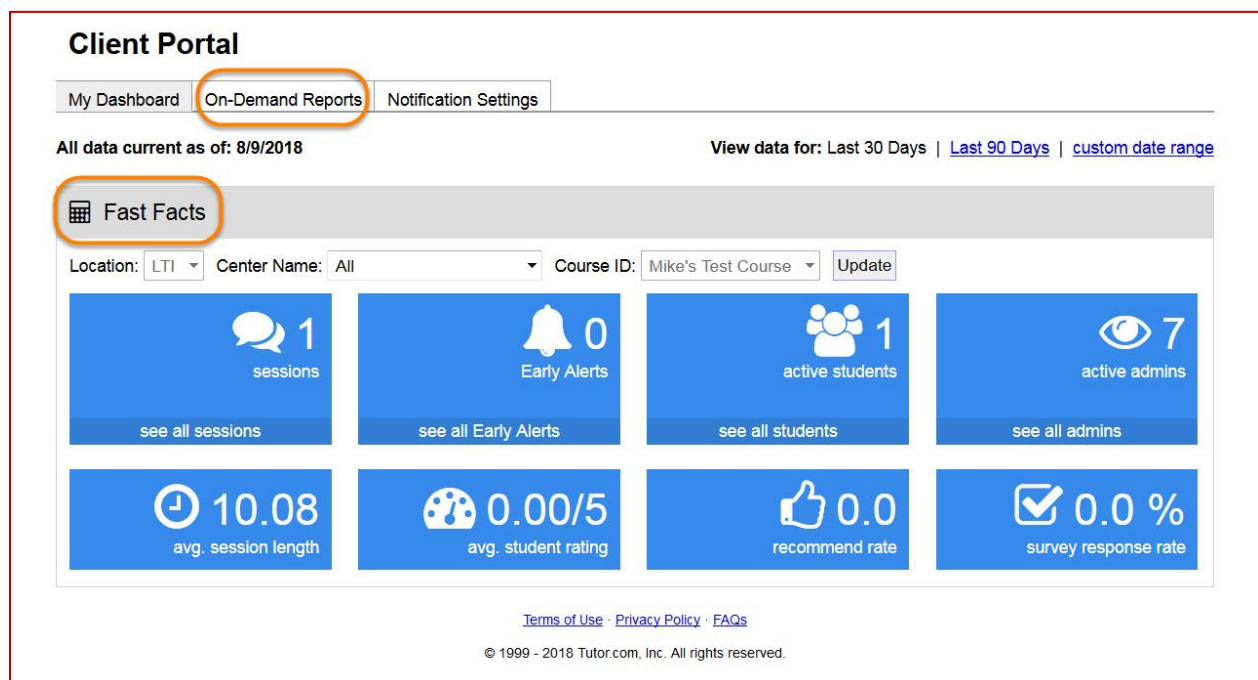 Client Portal
My Dashboard On-Demand Reports Notification Settings
All data current as of: 8/9/2018 View data for: Last 30 Days | Last 90 Days | custom date range
Fast Facts
Location: LTI Center Name: All Course ID: Mike's Test Course Update
1
sessions
see all sessions
0
Early Alerts
see all Early Alerts
1
active students
see all students
7
active admins
see all admins
10.08
avg. session length
0.00/5
avg. student rating
0.0
recommend rate
0.0 %
survey response rate
Terms of Use · Privacy Policy · FAQs
© 1999 - 2018 Tutor.com, Inc. All rights reserved.